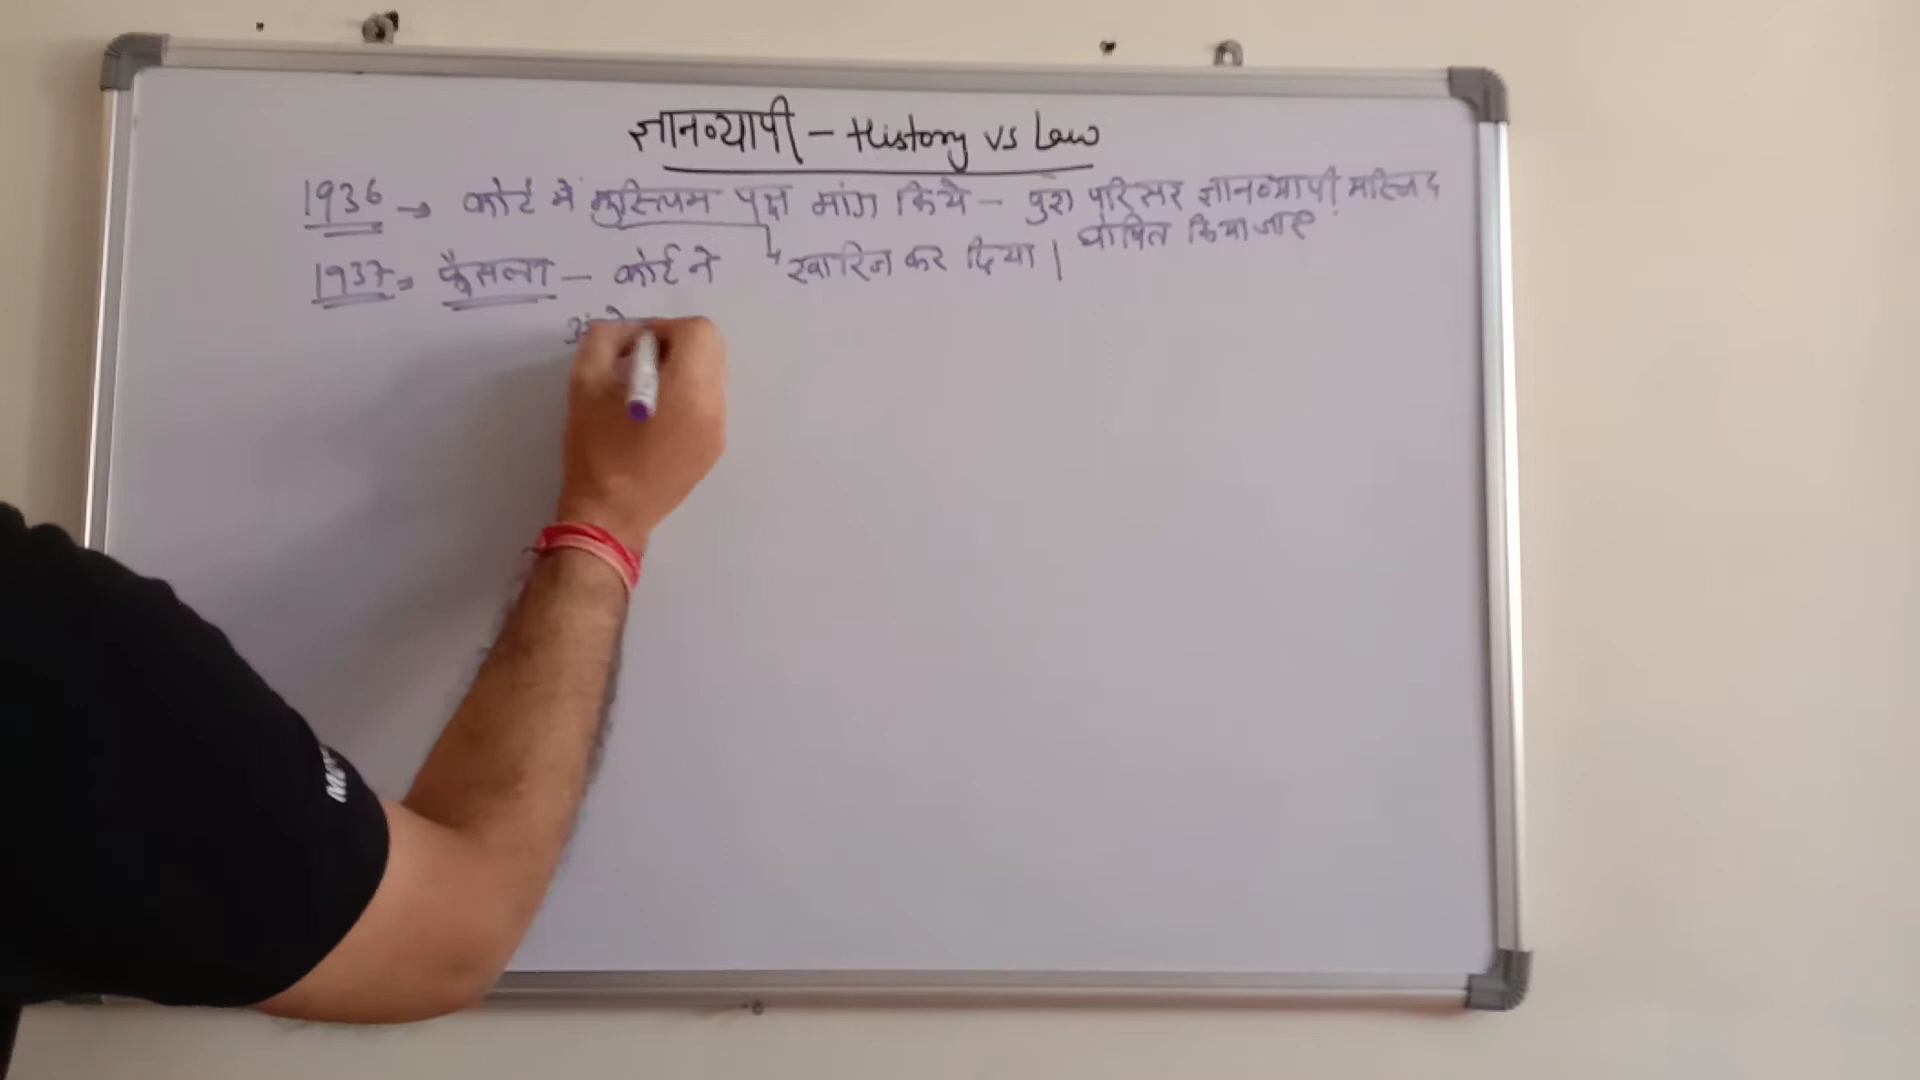 ज्ञानव्यापी – History vs Law
1936 → कोर्ट में मुस्लिम पक्ष मांग किये – पुरा परिसर ज्ञानव्यापी मस्जिद
घोषित किया जाए
1937 = फैसला – कोर्ट ने खारिज कर दिया।